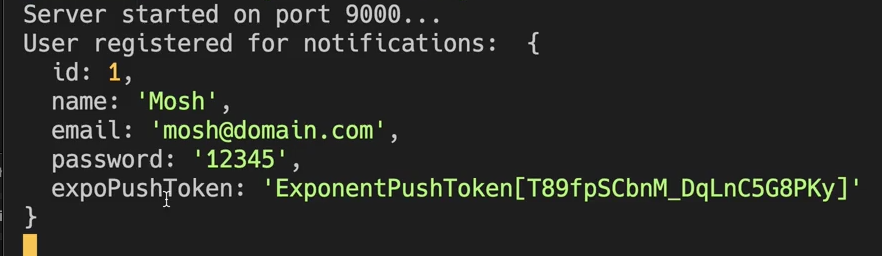 Server started on port 9000...
User registered for notifications:  {
  id: 1,
  name: 'Mosh',
  email: 'mosh@domain.com',
  password: '12345',
  expoPushToken: 'ExponentPushToken[T89fpSCbnM_DqLnC5G8PKy]'
}